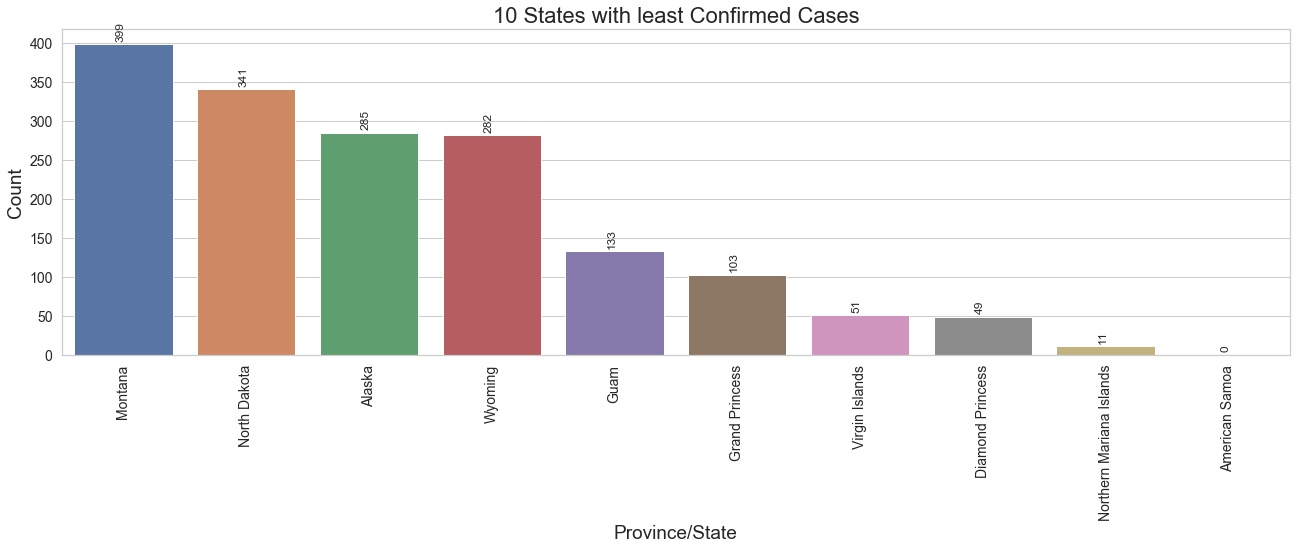 10 States with least Confirmed Cases
Count
400
350
300
250
200
150
100
50
0
399
341
285
282
133
103
51
49
11
0
Montana
North Dakota
Alaska
Wyoming
Guam
Grand Princess
Virgin Islands
Diamond Princess
Northern Mariana Islands
American Samoa
Province/State